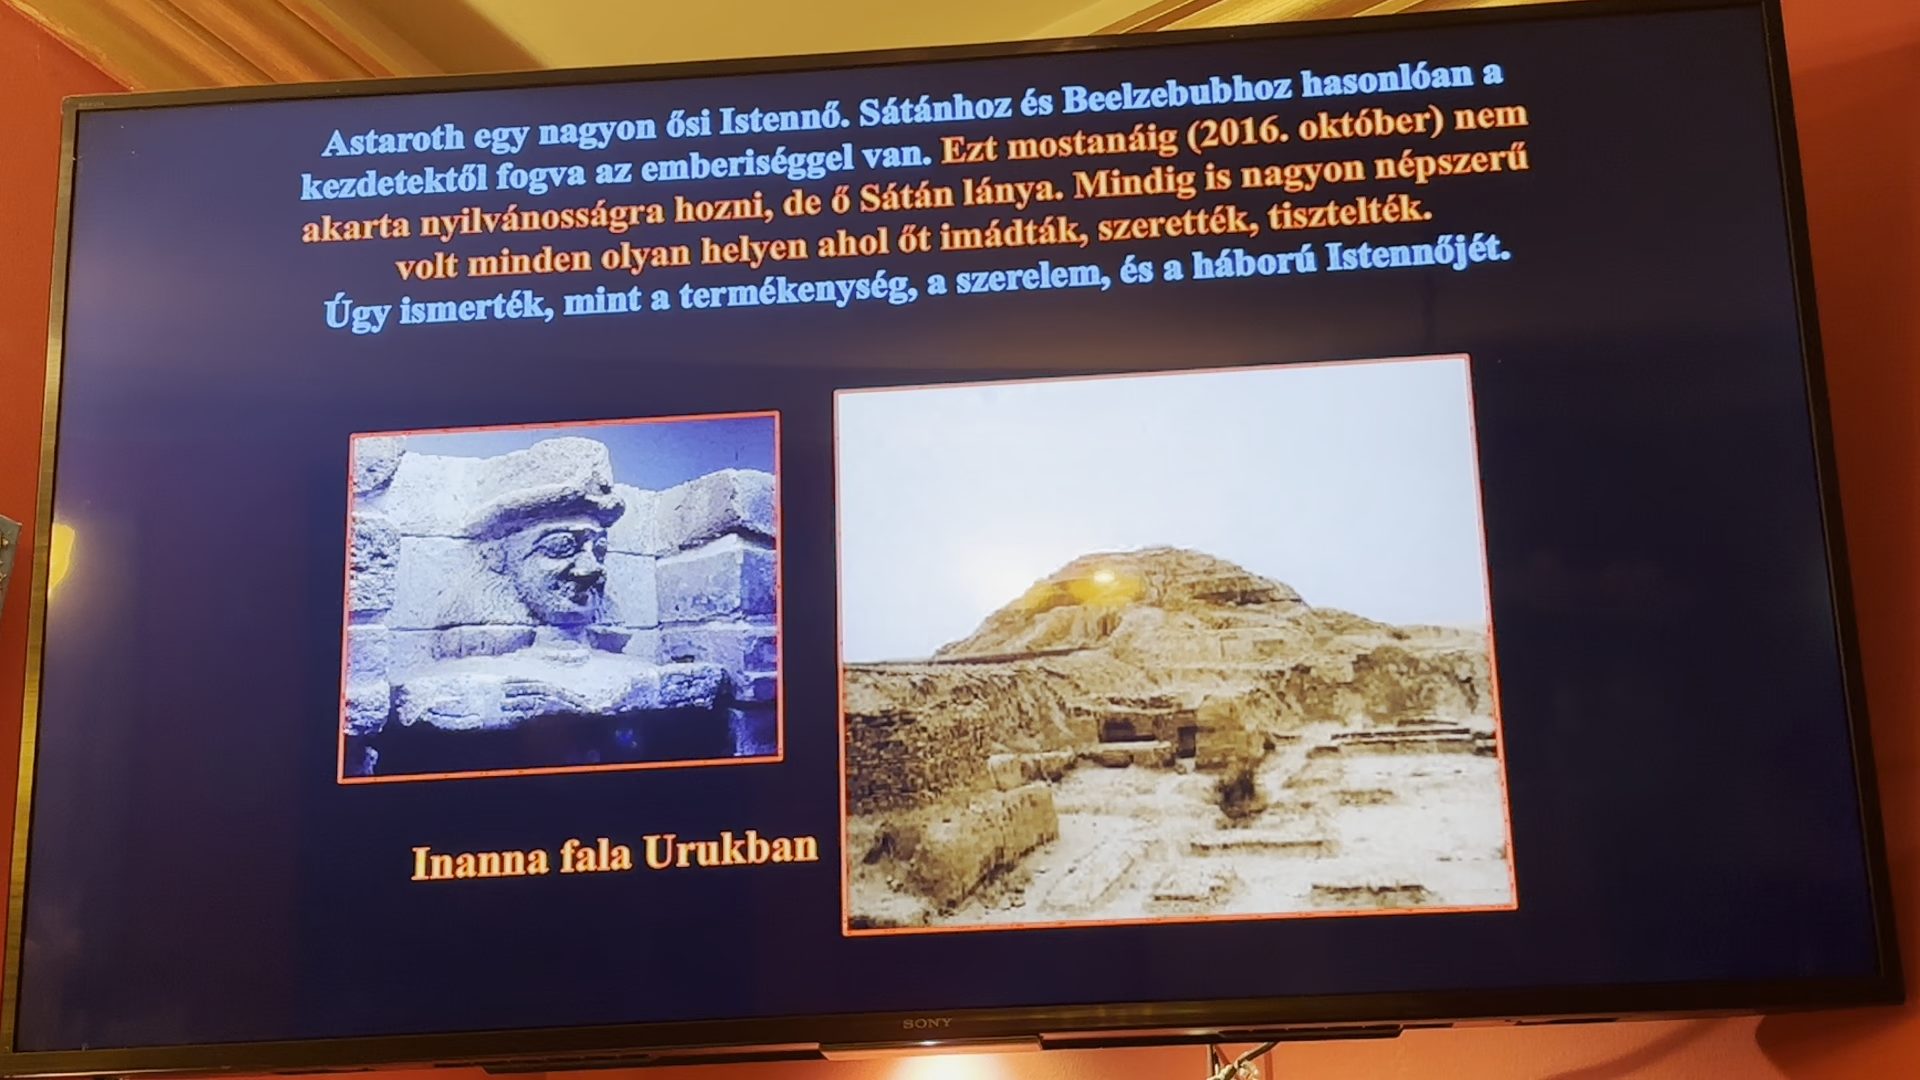 Astaroth egy nagyon ősi Istennő. Sátánhoz és Beelzebubhoz hasonlóan a
kezdetektől fogva az emberiséggel van. Ezt mostanáig (2016. október) nem
akarta nyilvánosságra hozni, de ő Sátán lánya. Mindig is nagyon népszerű
volt minden olyan helyen ahol őt imádták, szerették, tisztelték.
Úgy ismerték, mint a termékenység, a szerelem, és a háború Istennőjét.
Inanna fala Urukban
SONY